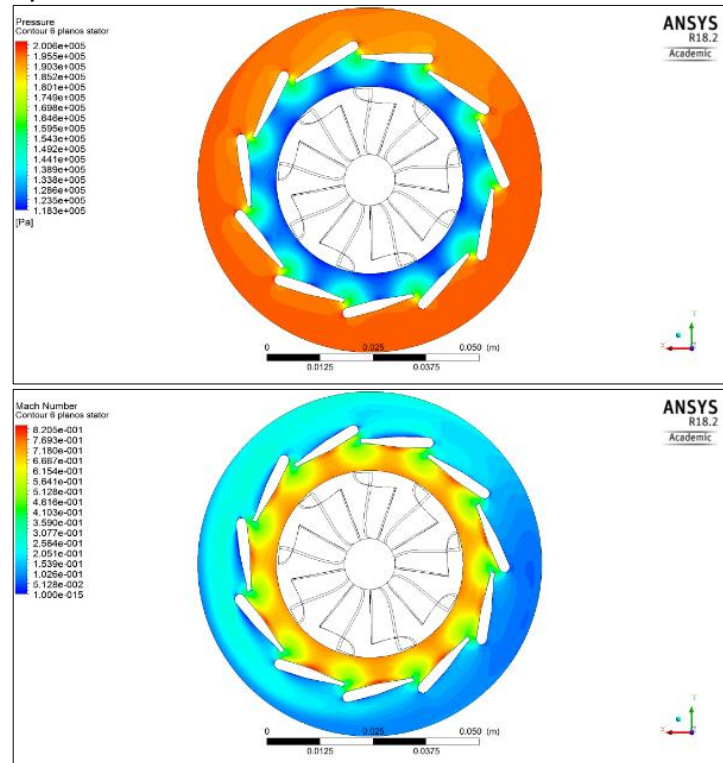 Pressure
Contour 6 planos stator
2.006e+005
1.955e+005
1.903e+005
1.852e+005
1.801e+005
1.749e+005
1.698e+005
1.646e+005
1.595e+005
1.543e+005
1.492e+005
1.441e+005
1.389e+005
1.338e+005
1.286e+005
1.235e+005
1.183e+005
[Pa]
ANSYS
R18.2
Academic
0 0.025 0.050 (m)
0.0125 0.0375
Y
X
Z
Mach Number
Contour 6 planos stator
8.205e-001
7.693e-001
7.180e-001
6.667e-001
6.154e-001
5.641e-001
5.128e-001
4.616e-001
4.103e-001
3.590e-001
3.077e-001
2.564e-001
2.051e-001
1.539e-001
1.026e-001
5.128e-002
1.000e-015
ANSYS
R18.2
Academic
0 0.025 0.050 (m)
0.0125 0.0375
Y
X
Z